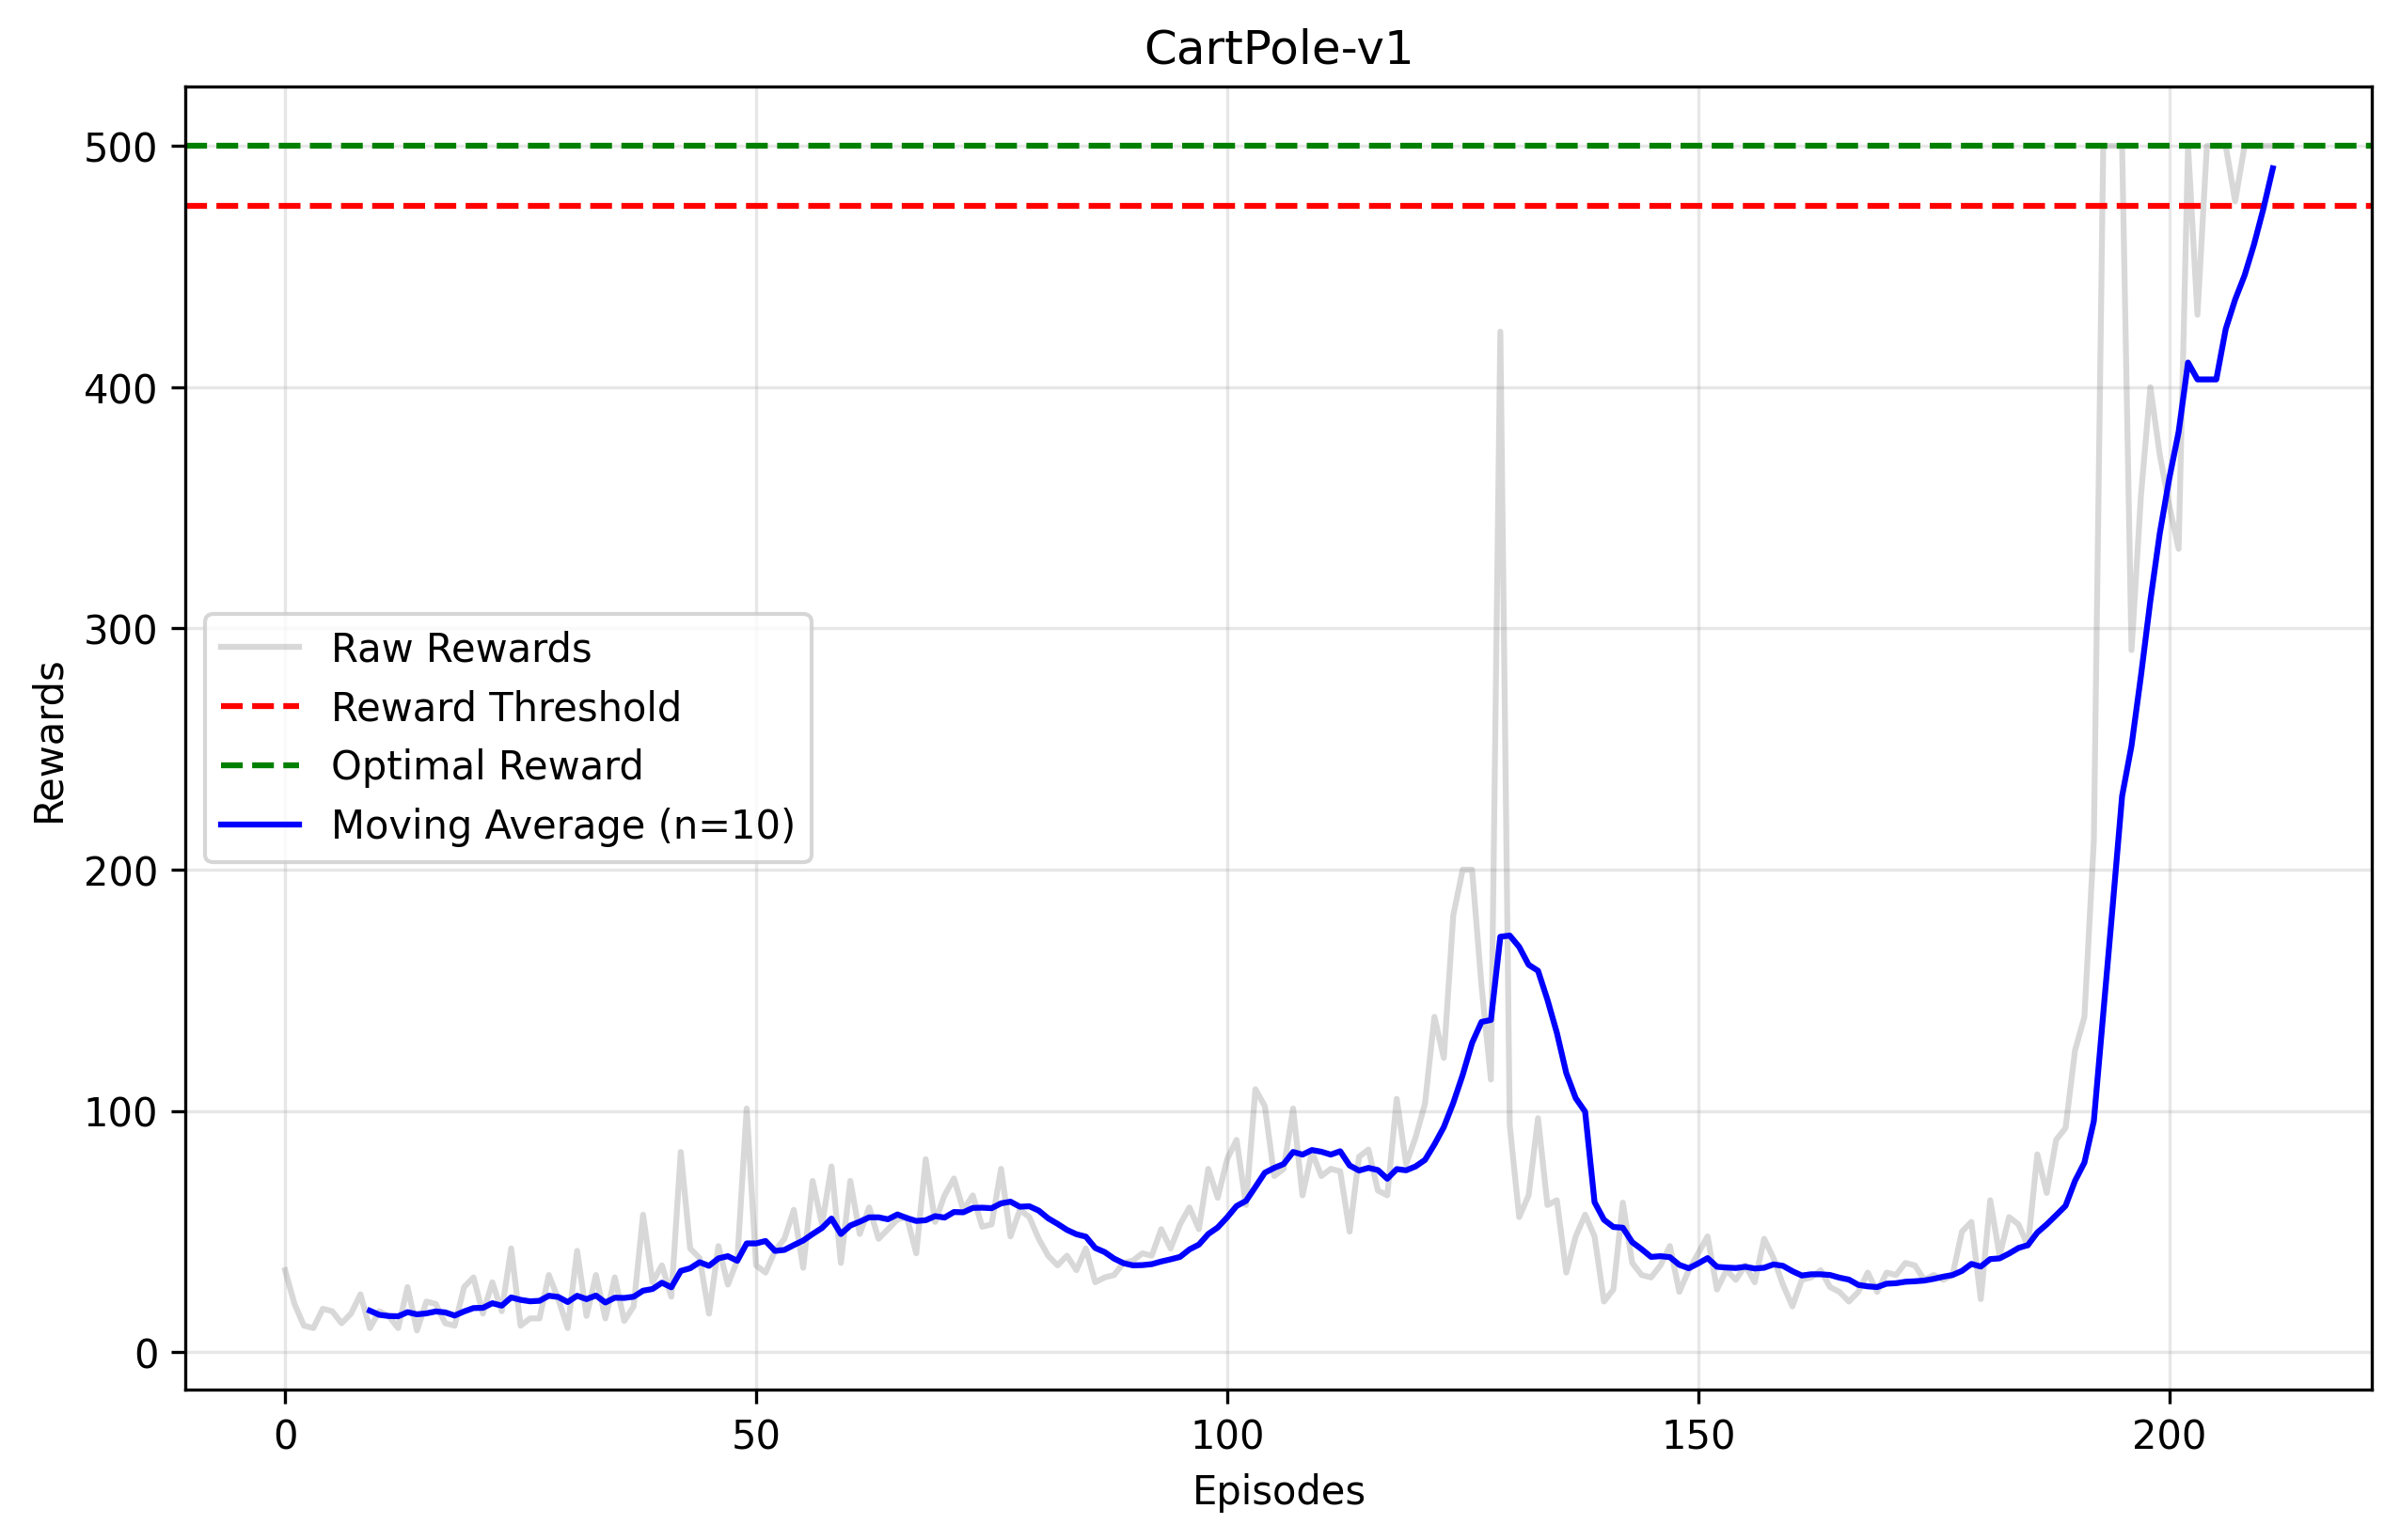 CartPole-v1
500
400
300
200
100
0
Rewards
Raw Rewards
Reward Threshold
Optimal Reward
Moving Average (n=10)
0 50 100 150 200
Episodes